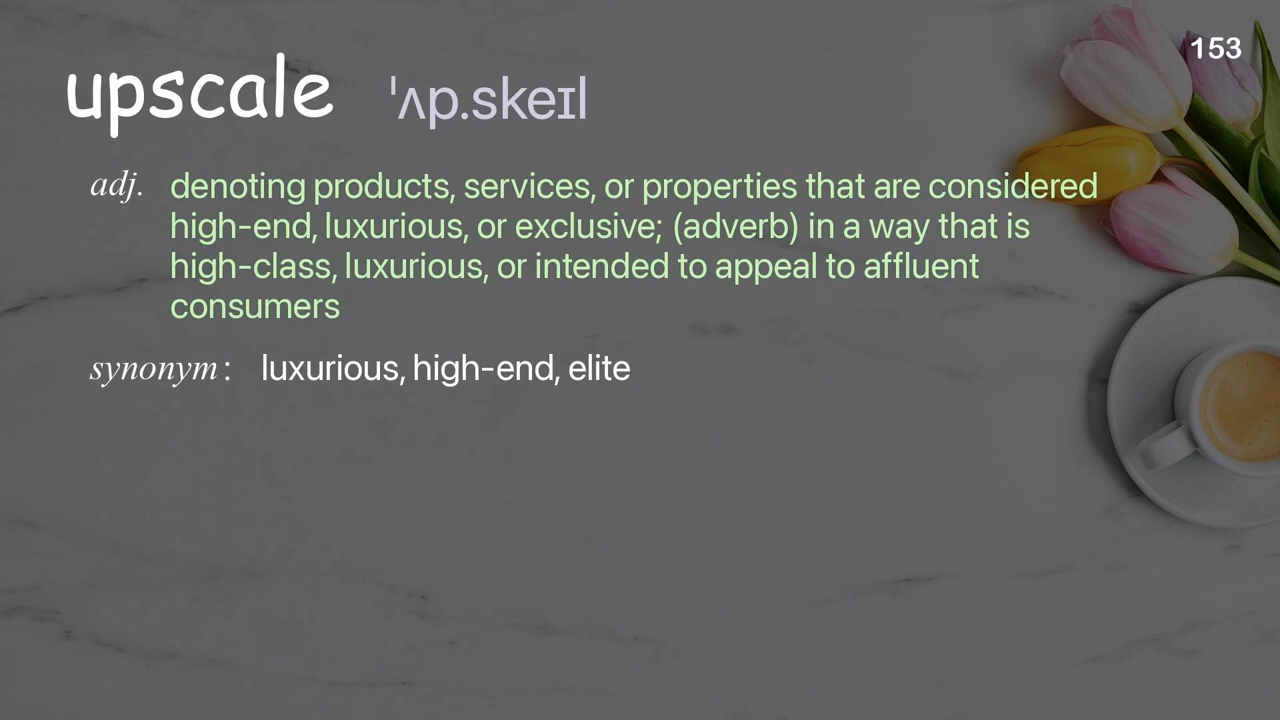 153
upscale ˈʌp.skeɪl
adj. denoting products, services, or properties that are considered
high-end, luxurious, or exclusive; (adverb) in a way that is
high-class, luxurious, or intended to appeal to affluent
consumers
synonym: luxurious, high-end, elite